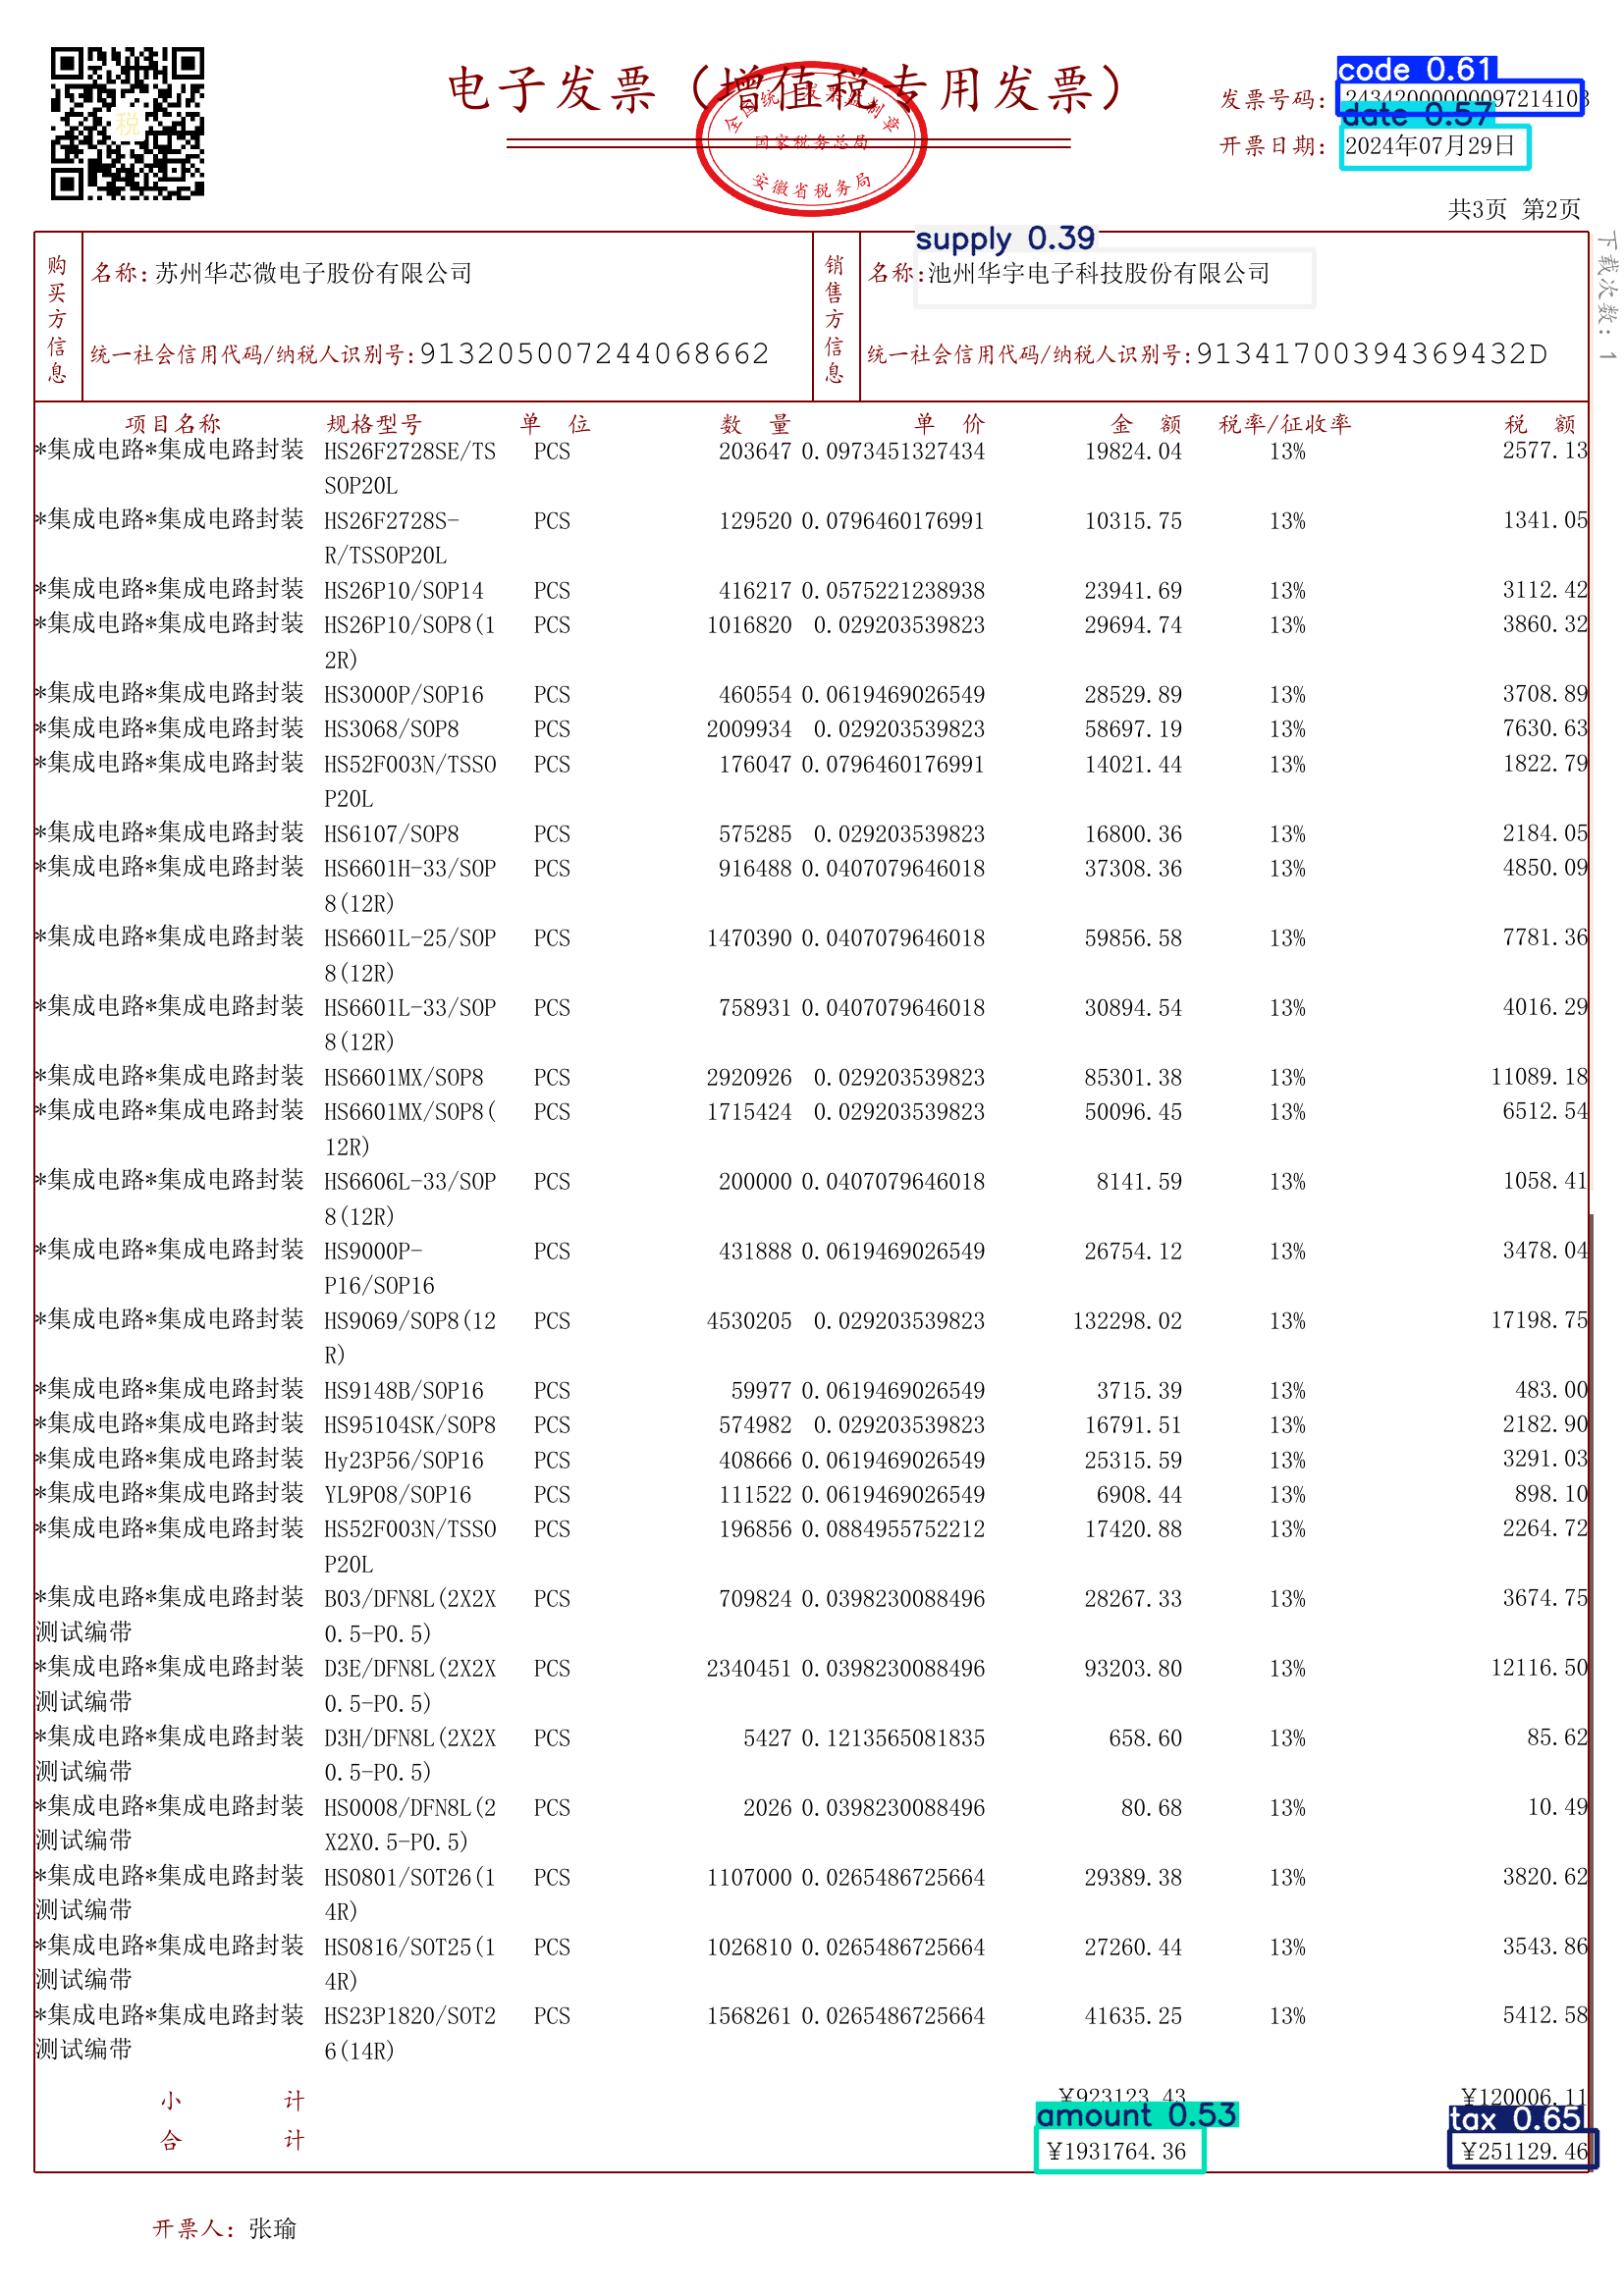 电子发票（增值税专用发票）
全国统一发票监制章
国家税务总局
安徽省税务局
税
code 0.61
发票号码: 24342000000097214103
date 0.57
开票日期: 2024年07月29日
共3页 第2页
下载次数: 1
supply 0.39
购买方信息
名称: 苏州华芯微电子股份有限公司
统一社会信用代码/纳税人识别号: 913205007244068662
销售方信息
名称: 池州华宇电子科技股份有限公司
统一社会信用代码/纳税人识别号: 91341700394369432D
项目名称 规格型号 单 位 数 量 单 价 金 额 税率/征收率 税 额
*集成电路*集成电路封装 HS26F2728SE/TS PCS 203647 0.0973451327434 19824.04 13% 2577.13
SOP20L
*集成电路*集成电路封装 HS26F2728S- PCS 129520 0.0796460176991 10315.75 13% 1341.05
R/TSSOP20L
*集成电路*集成电路封装 HS26P10/SOP14 PCS 416217 0.0575221238938 23941.69 13% 3112.42
*集成电路*集成电路封装 HS26P10/SOP8(1 PCS 1016820 0.029203539823 29694.74 13% 3860.32
2R)
*集成电路*集成电路封装 HS3000P/SOP16 PCS 460554 0.0619469026549 28529.89 13% 3708.89
*集成电路*集成电路封装 HS3068/SOP8 PCS 2009934 0.029203539823 58697.19 13% 7630.63
*集成电路*集成电路封装 HS52F003N/TSSO PCS 176047 0.0796460176991 14021.44 13% 1822.79
P20L
*集成电路*集成电路封装 HS6107/SOP8 PCS 575285 0.029203539823 16800.36 13% 2184.05
*集成电路*集成电路封装 HS6601H-33/SOP PCS 916488 0.0407079646018 37308.36 13% 4850.09
8(12R)
*集成电路*集成电路封装 HS6601L-25/SOP PCS 1470390 0.0407079646018 59856.58 13% 7781.36
8(12R)
*集成电路*集成电路封装 HS6601L-33/SOP PCS 758931 0.0407079646018 30894.54 13% 4016.29
8(12R)
*集成电路*集成电路封装 HS6601MX/SOP8 PCS 2920926 0.029203539823 85301.38 13% 11089.18
*集成电路*集成电路封装 HS6601MX/SOP8( PCS 1715424 0.029203539823 50096.45 13% 6512.54
12R)
*集成电路*集成电路封装 HS6606L-33/SOP PCS 200000 0.0407079646018 8141.59 13% 1058.41
8(12R)
*集成电路*集成电路封装 HS9000P- PCS 431888 0.0619469026549 26754.12 13% 3478.04
P16/SOP16
*集成电路*集成电路封装 HS9069/SOP8(12 PCS 4530205 0.029203539823 132298.02 13% 17198.75
R)
*集成电路*集成电路封装 HS9148B/SOP16 PCS 59977 0.0619469026549 3715.39 13% 483.00
*集成电路*集成电路封装 HS95104SK/SOP8 PCS 574982 0.029203539823 16791.51 13% 2182.90
*集成电路*集成电路封装 Hy23P56/SOP16 PCS 408666 0.0619469026549 25315.59 13% 3291.03
*集成电路*集成电路封装 YL9P08/SOP16 PCS 111522 0.0619469026549 6908.44 13% 898.10
*集成电路*集成电路封装 HS52F003N/TSSO PCS 196856 0.0884955752212 17420.88 13% 2264.72
P20L
*集成电路*集成电路封装 B03/DFN8L(2X2X PCS 709824 0.0398230088496 28267.33 13% 3674.75
测试编带 0.5-P0.5)
*集成电路*集成电路封装 D3E/DFN8L(2X2X PCS 2340451 0.0398230088496 93203.80 13% 12116.50
测试编带 0.5-P0.5)
*集成电路*集成电路封装 D3H/DFN8L(2X2X PCS 5427 0.1213565081835 658.60 13% 85.62
测试编带 0.5-P0.5)
*集成电路*集成电路封装 HS0008/DFN8L(2 PCS 2026 0.0398230088496 80.68 13% 10.49
测试编带 X2X0.5-P0.5)
*集成电路*集成电路封装 HS0801/SOT26(1 PCS 1107000 0.0265486725664 29389.38 13% 3820.62
测试编带 4R)
*集成电路*集成电路封装 HS0816/SOT25(1 PCS 1026810 0.0265486725664 27260.44 13% 3543.86
测试编带 4R)
*集成电路*集成电路封装 HS23P1820/SOT2 PCS 1568261 0.0265486725664 41635.25 13% 5412.58
测试编带 6(14R)
小 计 ¥923123.43 ¥120006.11
amount 0.53 tax 0.65
合 计 ¥1931764.36 ¥251129.46
开票人: 张瑜